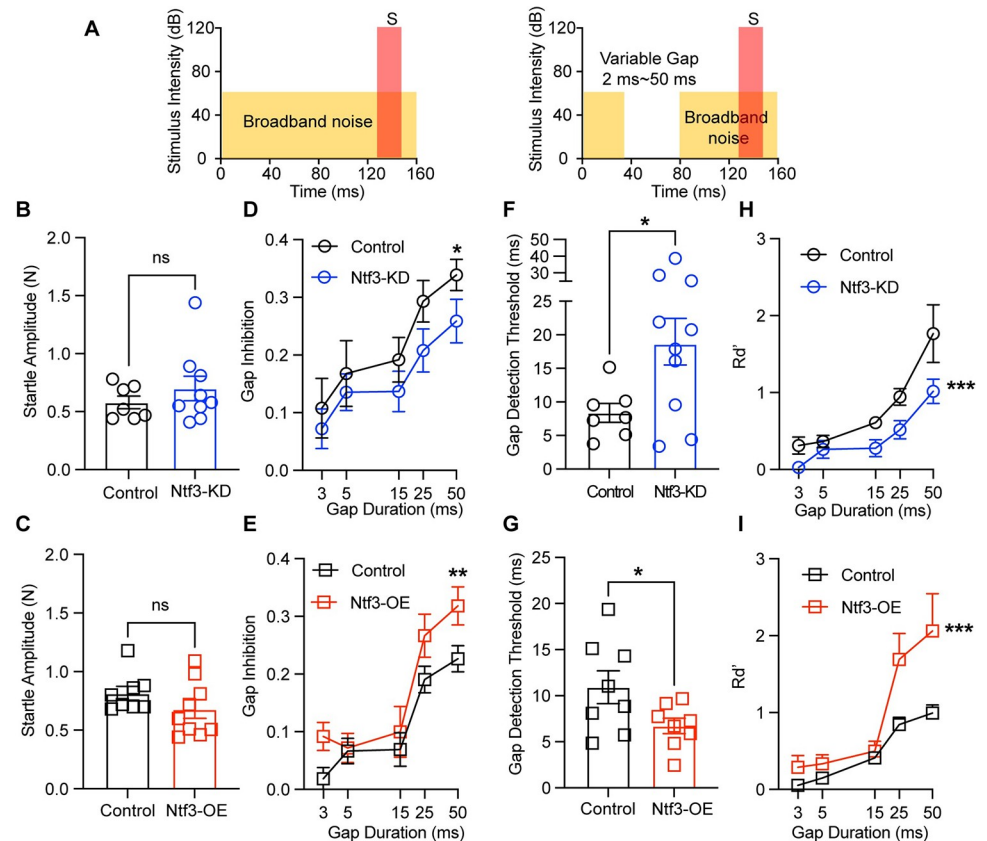 A
Stimulus Intensity (dB)
120
80
40
0
S
Broadband noise
0 40 80 120 160
Time (ms)
Stimulus Intensity (dB)
120
80
40
0
S
Variable Gap
2 ms~50 ms
Broadband
noise
0 40 80 120 160
Time (ms)
B
Startle Amplitude (N)
2.0
1.5
1.0
0.5
0.0
ns
Control Ntf3-KD
D
Gap Inhibition
0.4
0.3
0.2
0.1
0.0
Control
Ntf3-KD
*
3 5 15 25 50
Gap Duration (ms)
F
Gap Detection Threshold (ms)
50
40
30
25
20
15
10
5
0
*
Control Ntf3-KD
H
Rd'
3
2
1
0
Control
Ntf3-KD
***
3 5 15 25 50
Gap Duration (ms)
C
Startle Amplitude (N)
2.0
1.5
1.0
0.5
0.0
ns
Control Ntf3-OE
E
Gap Inhibition
0.4
0.3
0.2
0.1
0.0
Control
Ntf3-OE
**
3 5 15 25 50
Gap Duration (ms)
G
Gap Detection Threshold (ms)
25
20
15
10
5
0
*
Control Ntf3-OE
I
Rd'
3
2
1
0
Control
Ntf3-OE
***
3 5 15 25 50
Gap Duration (ms)